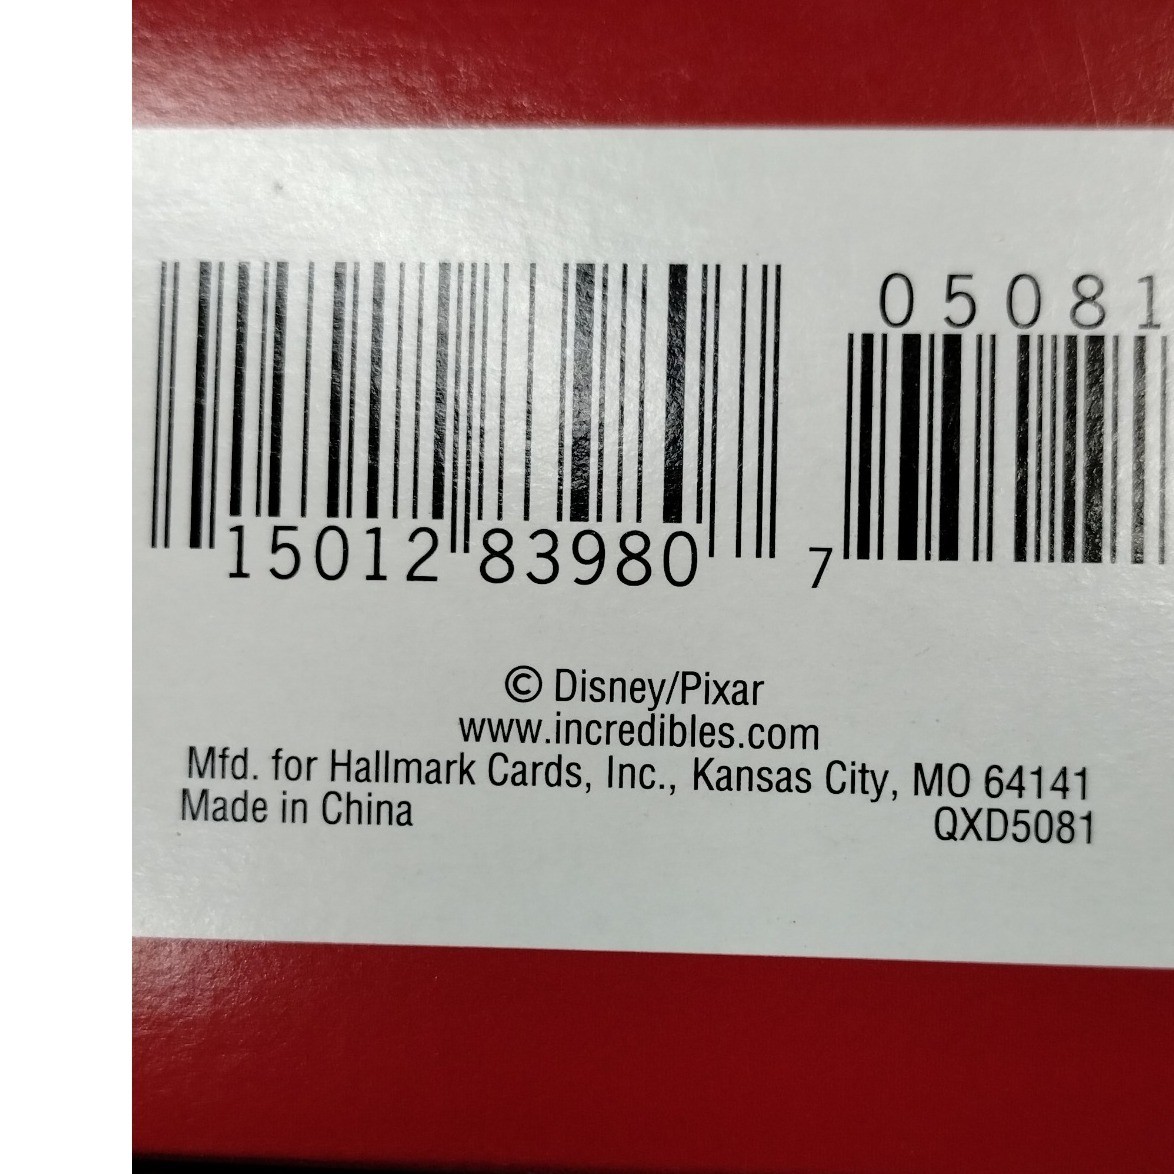 05081
15012 83980 7
© Disney/Pixar
www.incredibles.com
Mfd. for Hallmark Cards, Inc., Kansas City, MO 64141
Made in China QXD5081